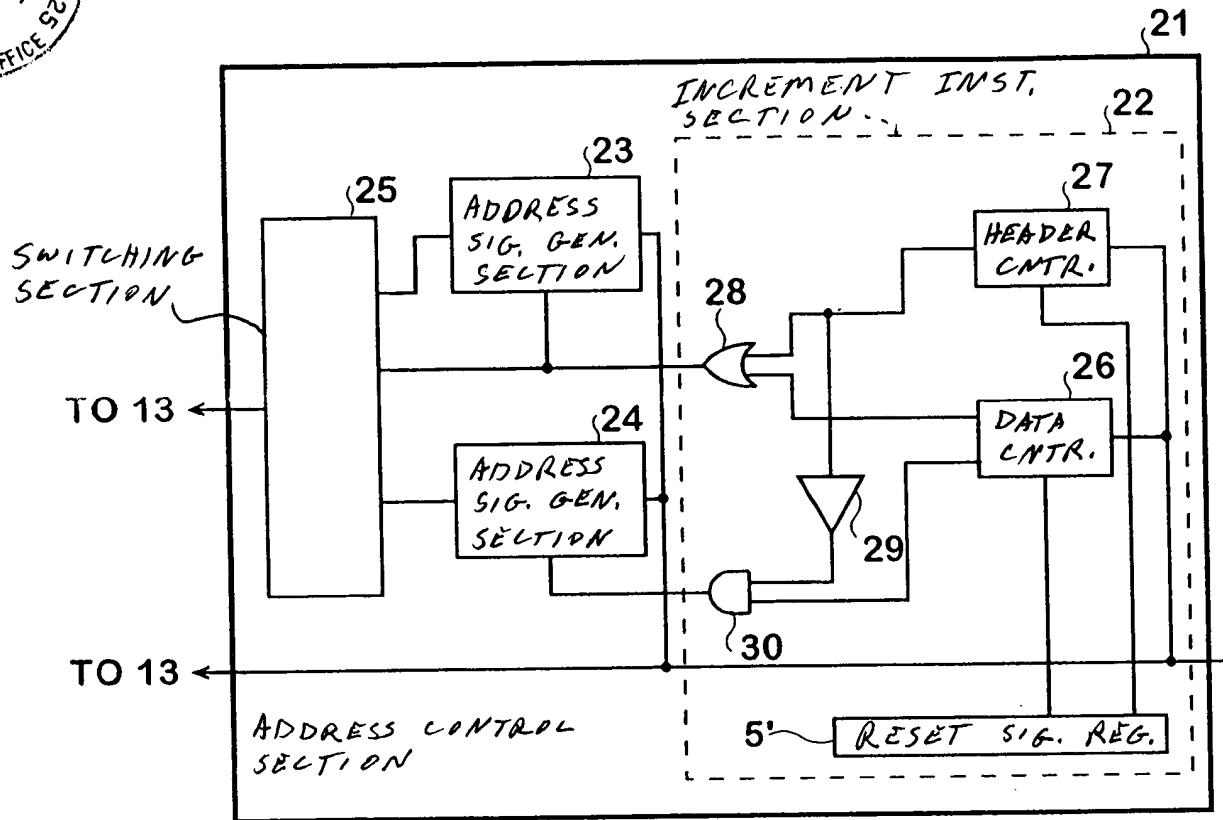 25
OFFICE
21
INCREMENT INST.
SECTION
22
23
ADDRESS
SIG. GEN.
SECTION
25
27
HEADER
CNTR.
SWITCHING
SECTION
28
26
DATA
CNTR.
TO 13
24
ADDRESS
SIG. GEN.
SECTION
29
30
TO 13
ADDRESS CONTROL
SECTION
5'
RESET SIG. REG.